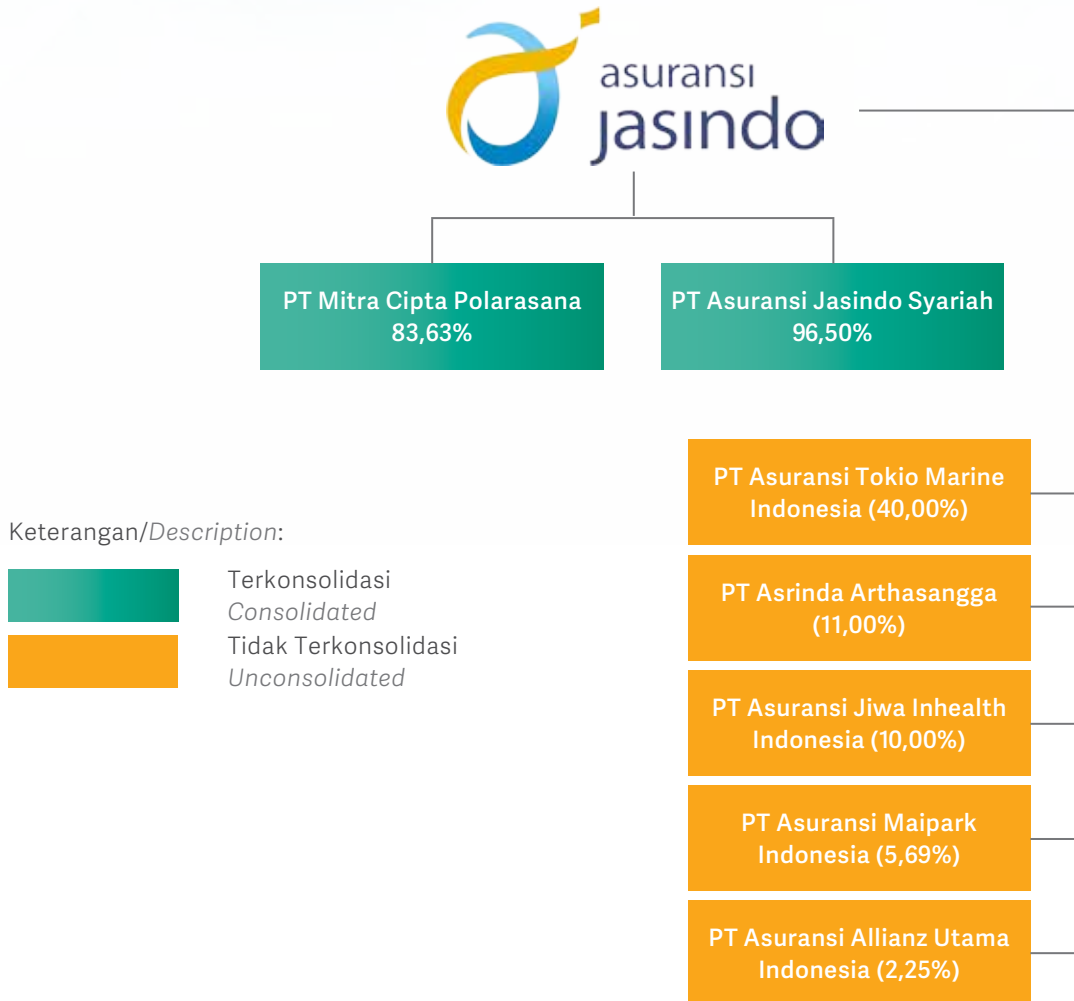 asuransi
jasindo
PT Mitra Cipta Polarasana
83,63%
PT Asuransi Jasindo Syariah
96,50%
PT Asuransi Tokio Marine
Indonesia (40,00%)
Keterangan/Description:
Terkonsolidasi
Consolidated
Tidak Terkonsolidasi
Unconsolidated
PT Asrinda Arthasangga
(11,00%)
PT Asuransi Jiwa Inhealth
Indonesia (10,00%)
PT Asuransi Maipark
Indonesia (5,69%)
PT Asuransi Allianz Utama
Indonesia (2,25%)